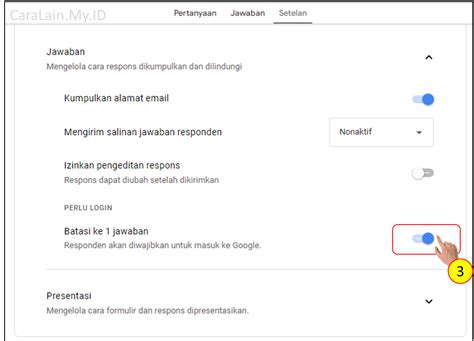 CaraLain.My.ID
Pertanyaan Jawaban Setelan
Jawaban
Mengelola cara respons dikumpulkan dan dilindungi
Kumpulkan alamat email
Mengirim salinan jawaban responden
Nonaktif
Izinkan pengeditan respons
Respons dapat diubah setelah dikirimkan
PERLU LOGIN
Batasi ke 1 jawaban
Responden akan diwajibkan untuk masuk ke Google.
3
Presentasi
Mengelola cara formulir dan respons dipresentasikan.